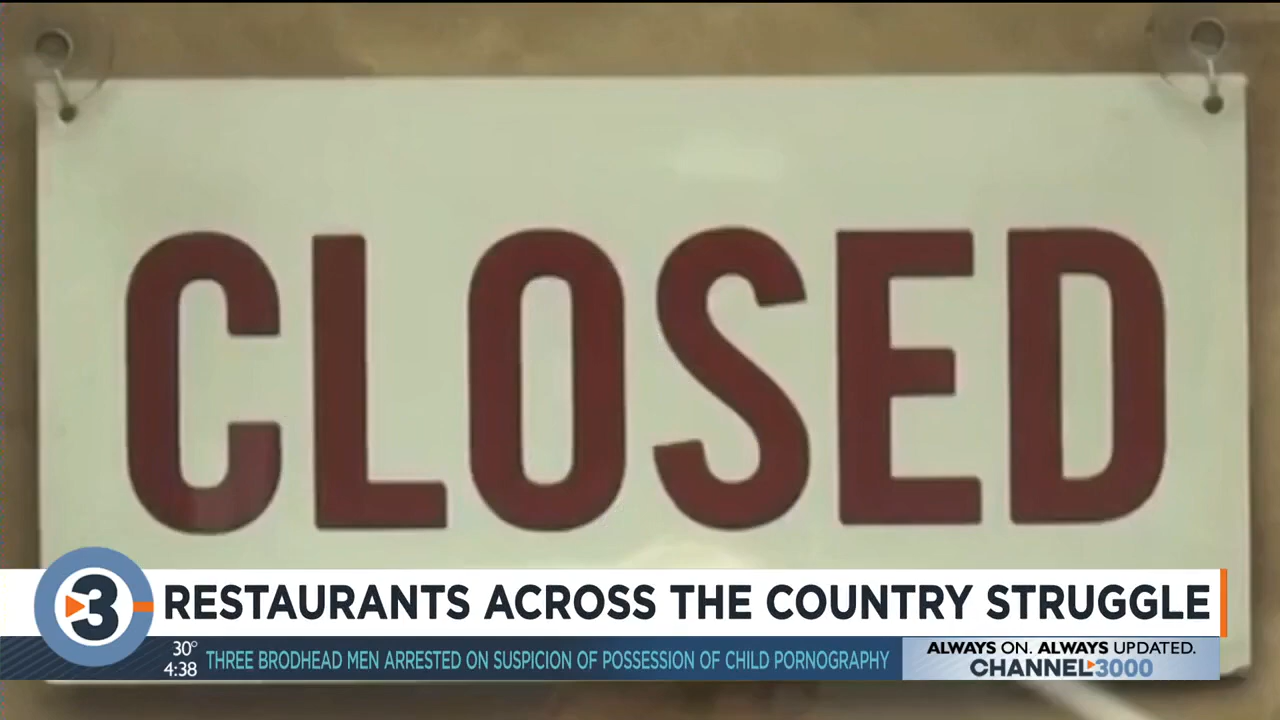 CLOSED
3
RESTAURANTS ACROSS THE COUNTRY STRUGGLE
30°
4:38
THREE BRODHEAD MEN ARRESTED ON SUSPICION OF POSSESSION OF CHILD PORNOGRAPHY
ALWAYS ON. ALWAYS UPDATED.
CHANNEL3000